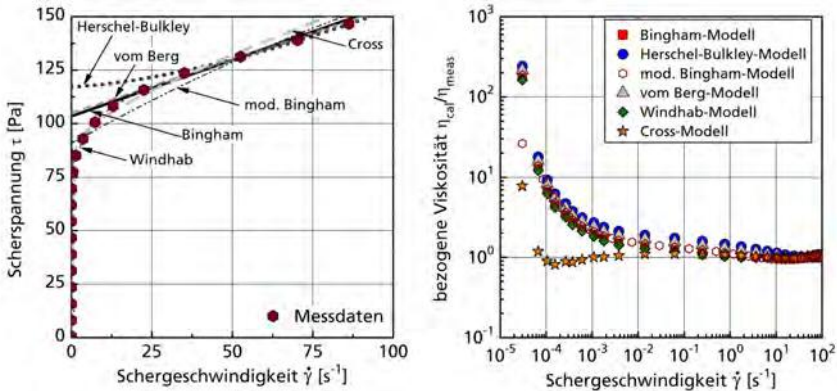 150
125
100
75
50
25
0
Scherspannung τ [Pa]
Herschel-Bulkley
vom Berg
Cross
mod. Bingham
Bingham
Windhab
Messdaten
0
25
50
75
100
Schergeschwindigkeit γ̇ [s⁻¹]
10³
10²
10¹
10⁰
10⁻¹
bezogene Viskosität η_cal/η_meas
Bingham-Modell
Herschel-Bulkley-Modell
mod. Bingham-Modell
vom Berg-Modell
Windhab-Modell
Cross-Modell
10⁻⁵
10⁻⁴
10⁻³
10⁻²
10⁻¹
10⁰
10¹
10²
Schergeschwindigkeit γ̇ [s⁻¹]